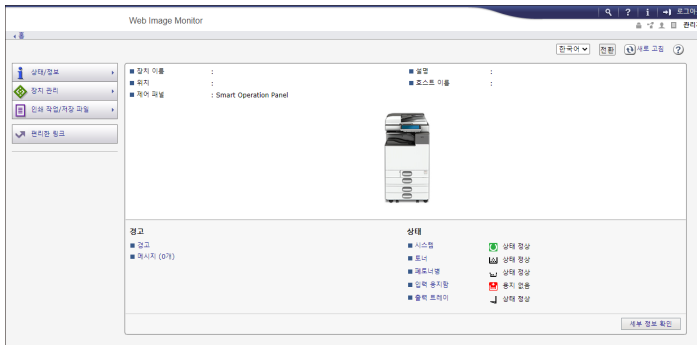 Web Image Monitor
로그아
관리
홈
한국어 전환 새로 고침
상태/정보
장치 관리
인쇄 작업/저장 파일
편리한 링크
장치 이름 :
설명 :
위치 :
호스트 이름 :
제어 패널 : Smart Operation Panel
경고
경고
메시지 (0개)
상태
시스템 상태 정상
토너 상태 정상
폐토너병 상태 정상
입력 용지함 용지 없음
출력 트레이 상태 정상
세부 정보 확인